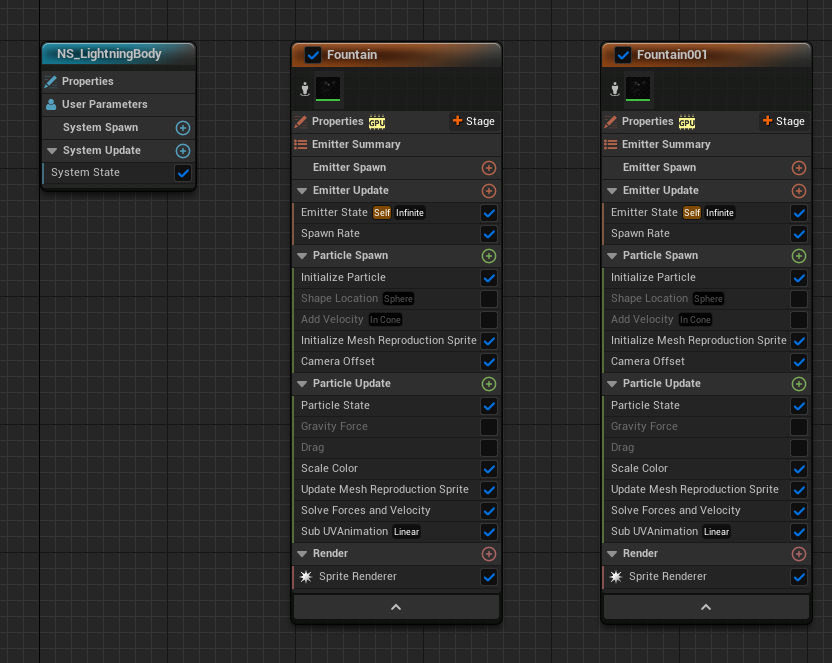 NS_LightningBody
Properties
User Parameters
System Spawn
System Update
System State
Fountain
Properties GPU + Stage
Emitter Summary
Emitter Spawn
Emitter Update
Emitter State Self Infinite
Spawn Rate
Particle Spawn
Initialize Particle
Shape Location Sphere
Add Velocity In Cone
Initialize Mesh Reproduction Sprite
Camera Offset
Particle Update
Particle State
Gravity Force
Drag
Scale Color
Update Mesh Reproduction Sprite
Solve Forces and Velocity
Sub UVAnimation Linear
Render
Sprite Renderer
Fountain001
Properties GPU + Stage
Emitter Summary
Emitter Spawn
Emitter Update
Emitter State Self Infinite
Spawn Rate
Particle Spawn
Initialize Particle
Shape Location Sphere
Add Velocity In Cone
Initialize Mesh Reproduction Sprite
Camera Offset
Particle Update
Particle State
Gravity Force
Drag
Scale Color
Update Mesh Reproduction Sprite
Solve Forces and Velocity
Sub UVAnimation Linear
Render
Sprite Renderer